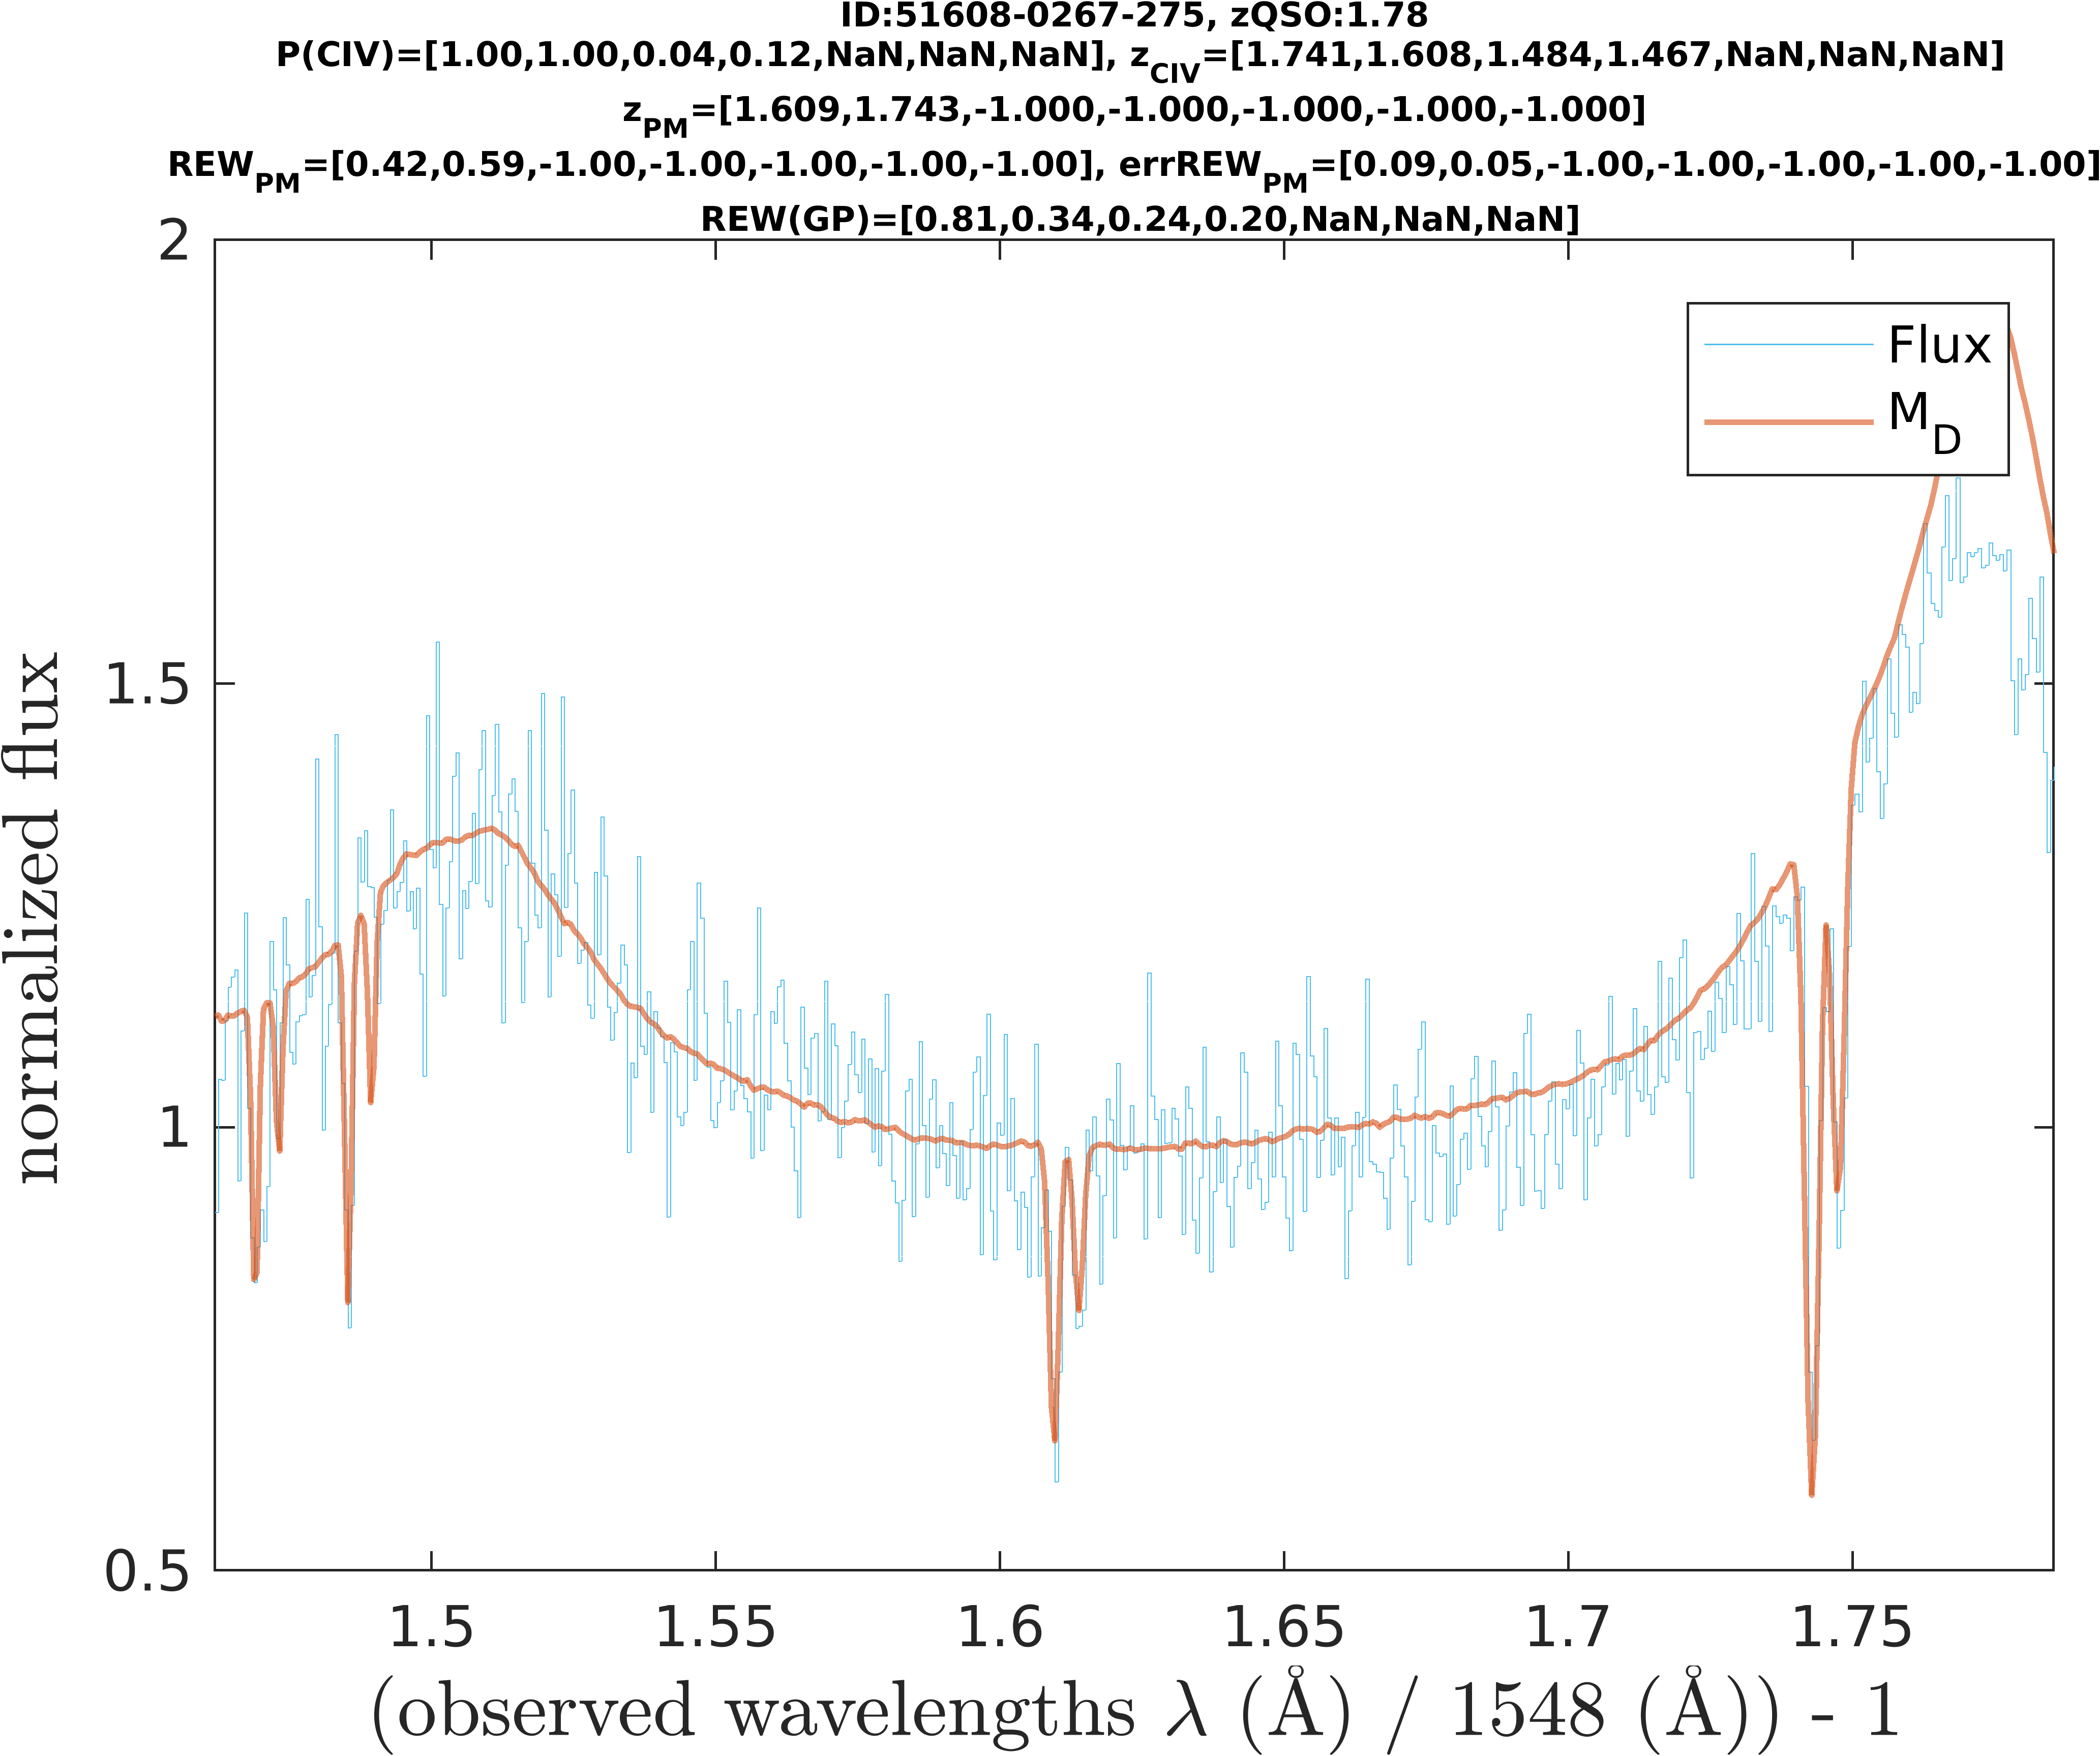 ID:51608-0267-275, zQSO:1.78
P(CIV)=[1.00,1.00,0.04,0.12,NaN,NaN,NaN], zCIV=[1.741,1.608,1.484,1.467,NaN,NaN,NaN]
zPM=[1.609,1.743,-1.000,-1.000,-1.000,-1.000,-1.000]
REWPM=[0.42,0.59,-1.00,-1.00,-1.00,-1.00,-1.00], errREWPM=[0.09,0.05,-1.00,-1.00,-1.00,-1.00,-1.00]
REW(GP)=[0.81,0.34,0.24,0.20,NaN,NaN,NaN]
2
1.5
1
0.5
normalized flux
Flux
MD
1.5 1.55 1.6 1.65 1.7 1.75
(observed wavelengths λ (Å) / 1548 (Å)) - 1